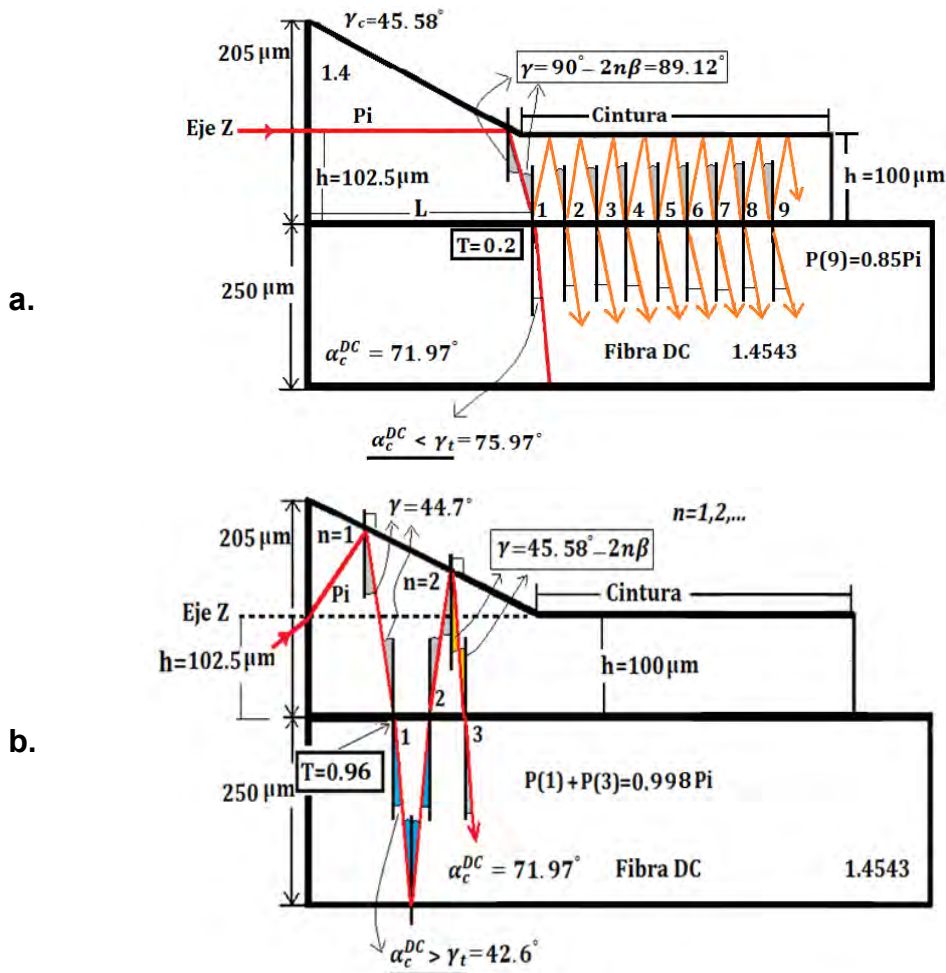 a.
205 μm
γc=45.58°
1.4
γ=90°−2nβ=89.12°
Eje Z
Pi
Cintura
h=102.5μm
h=100μm
L
1 2 3 4 5 6 7 8 9
T=0.2
P(9)=0.85Pi
250 μm
α_c^DC = 71.97°
Fibra DC 1.4543
α_c^DC < γt=75.97°
b.
205 μm
n=1
γ=44.7°
n=1,2,...
n=2
γ=45.58°−2nβ
Pi
Eje Z
Cintura
h=102.5μm
h=100μm
2
1
3
T=0.96
P(1)+P(3)=0.998Pi
250 μm
α_c^DC = 71.97°
Fibra DC 1.4543
α_c^DC > γt=42.6°